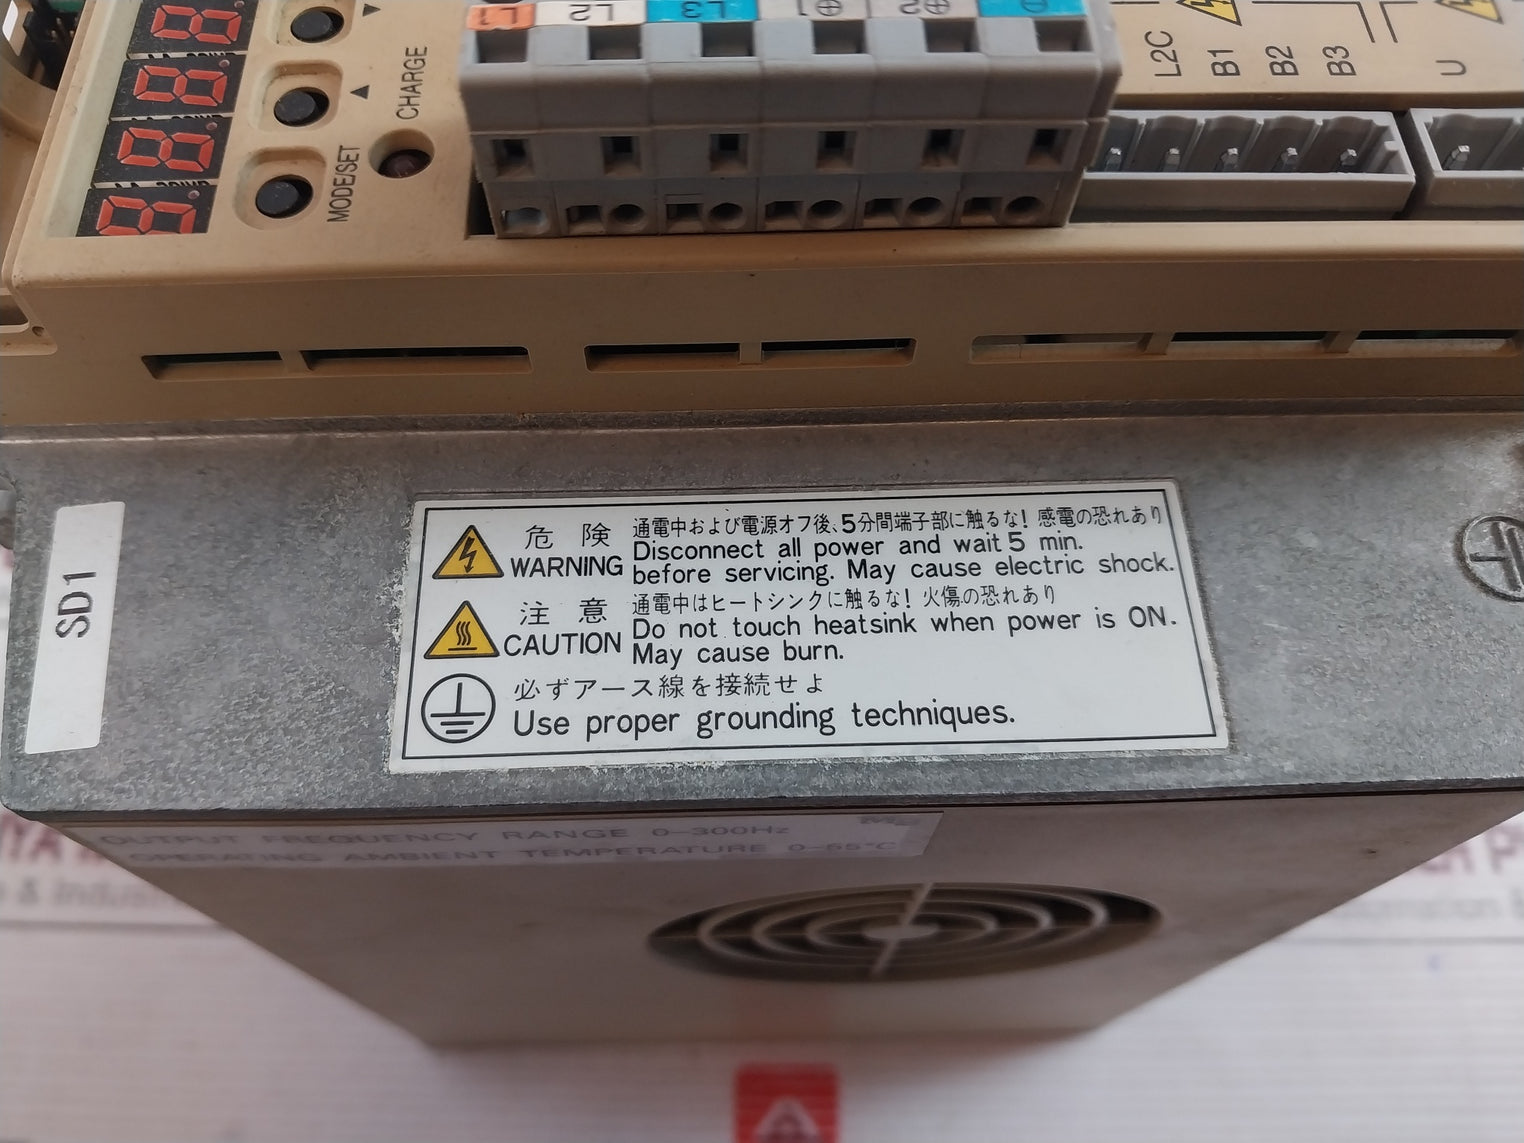 L1 L2 L3 ⊕1 ⊕2 ⊖
L2C B1 B2 B3 U
CHARGE
MODE/SET
SD1
危 険
WARNING
通電中および電源オフ後、5分間端子部に触るな! 感電の恐れあり
Disconnect all power and wait 5 min.
before servicing. May cause electric shock.
注 意
CAUTION
通電中はヒートシンクに触るな! 火傷の恐れあり
Do not touch heatsink when power is ON.
May cause burn.
必ずアース線を接続せよ
Use proper grounding techniques.
OUTPUT FREQUENCY RANGE 0-300Hz
OPERATING AMBIENT TEMPERATURE 0-55°C